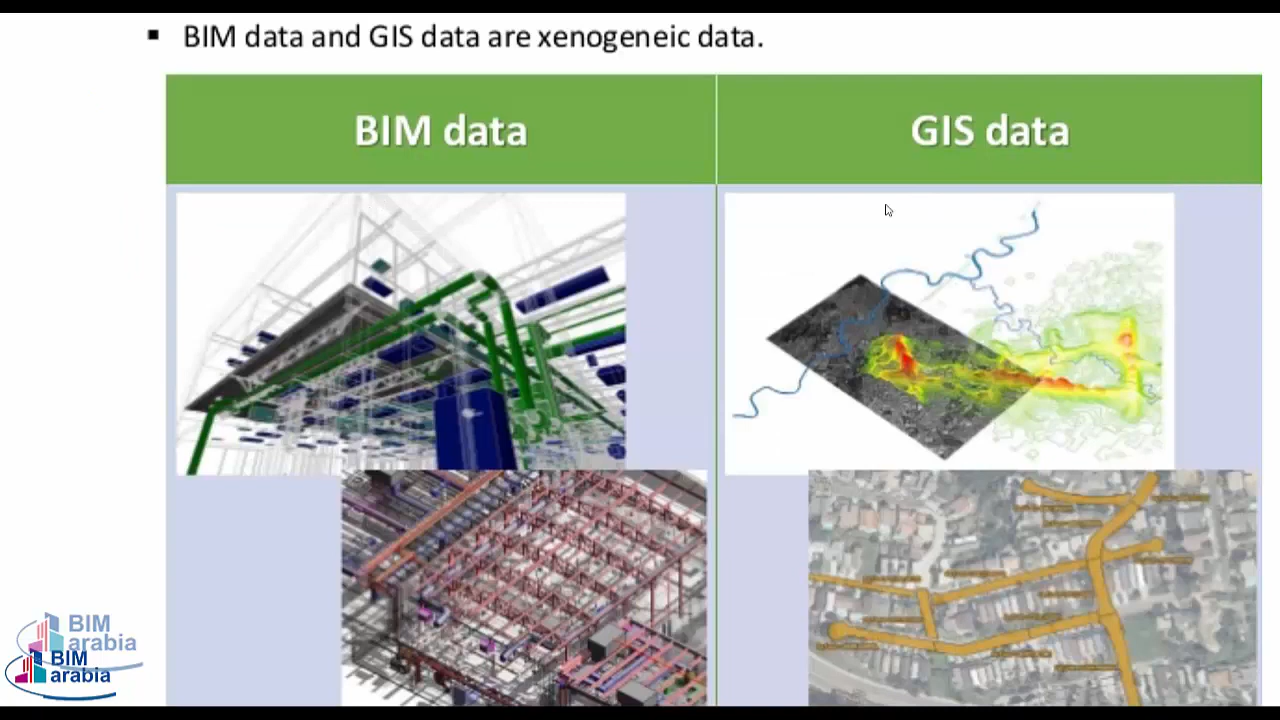 ▪ BIM data and GIS data are xenogeneic data.
BIM data
GIS data
BIM
arabia
BIM
arabia